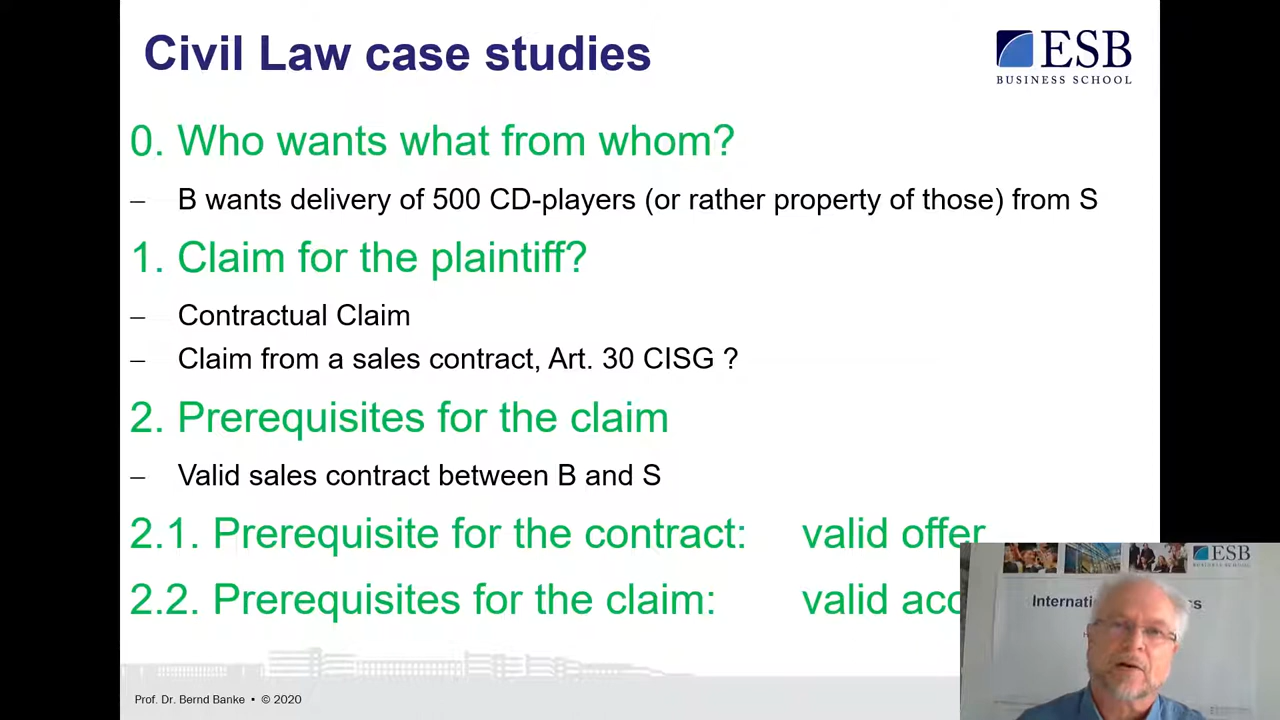 Civil Law case studies
ESB
BUSINESS SCHOOL
0. Who wants what from whom?
– B wants delivery of 500 CD-players (or rather property of those) from S
1. Claim for the plaintiff?
– Contractual Claim
– Claim from a sales contract, Art. 30 CISG ?
2. Prerequisites for the claim
– Valid sales contract between B and S
2.1. Prerequisite for the contract: valid offer
2.2. Prerequisites for the claim: valid
ESB
BUSINESS SCHOOL
Prof. Dr. Bernd Banke • © 2020